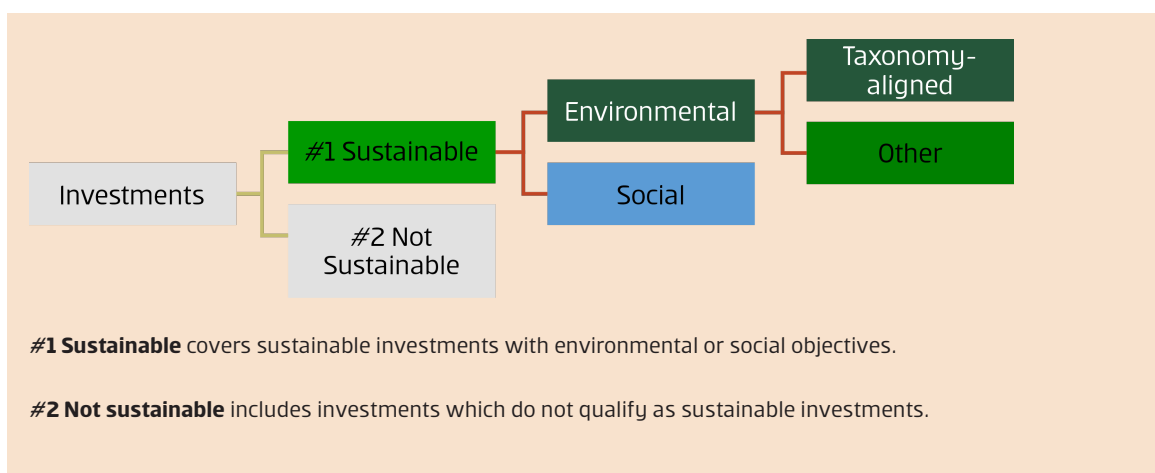 Taxonomy-
aligned
Environmental
#1 Sustainable
Other
Investments
Social
#2 Not
Sustainable
#1 Sustainable covers sustainable investments with environmental or social objectives.
#2 Not sustainable includes investments which do not qualify as sustainable investments.